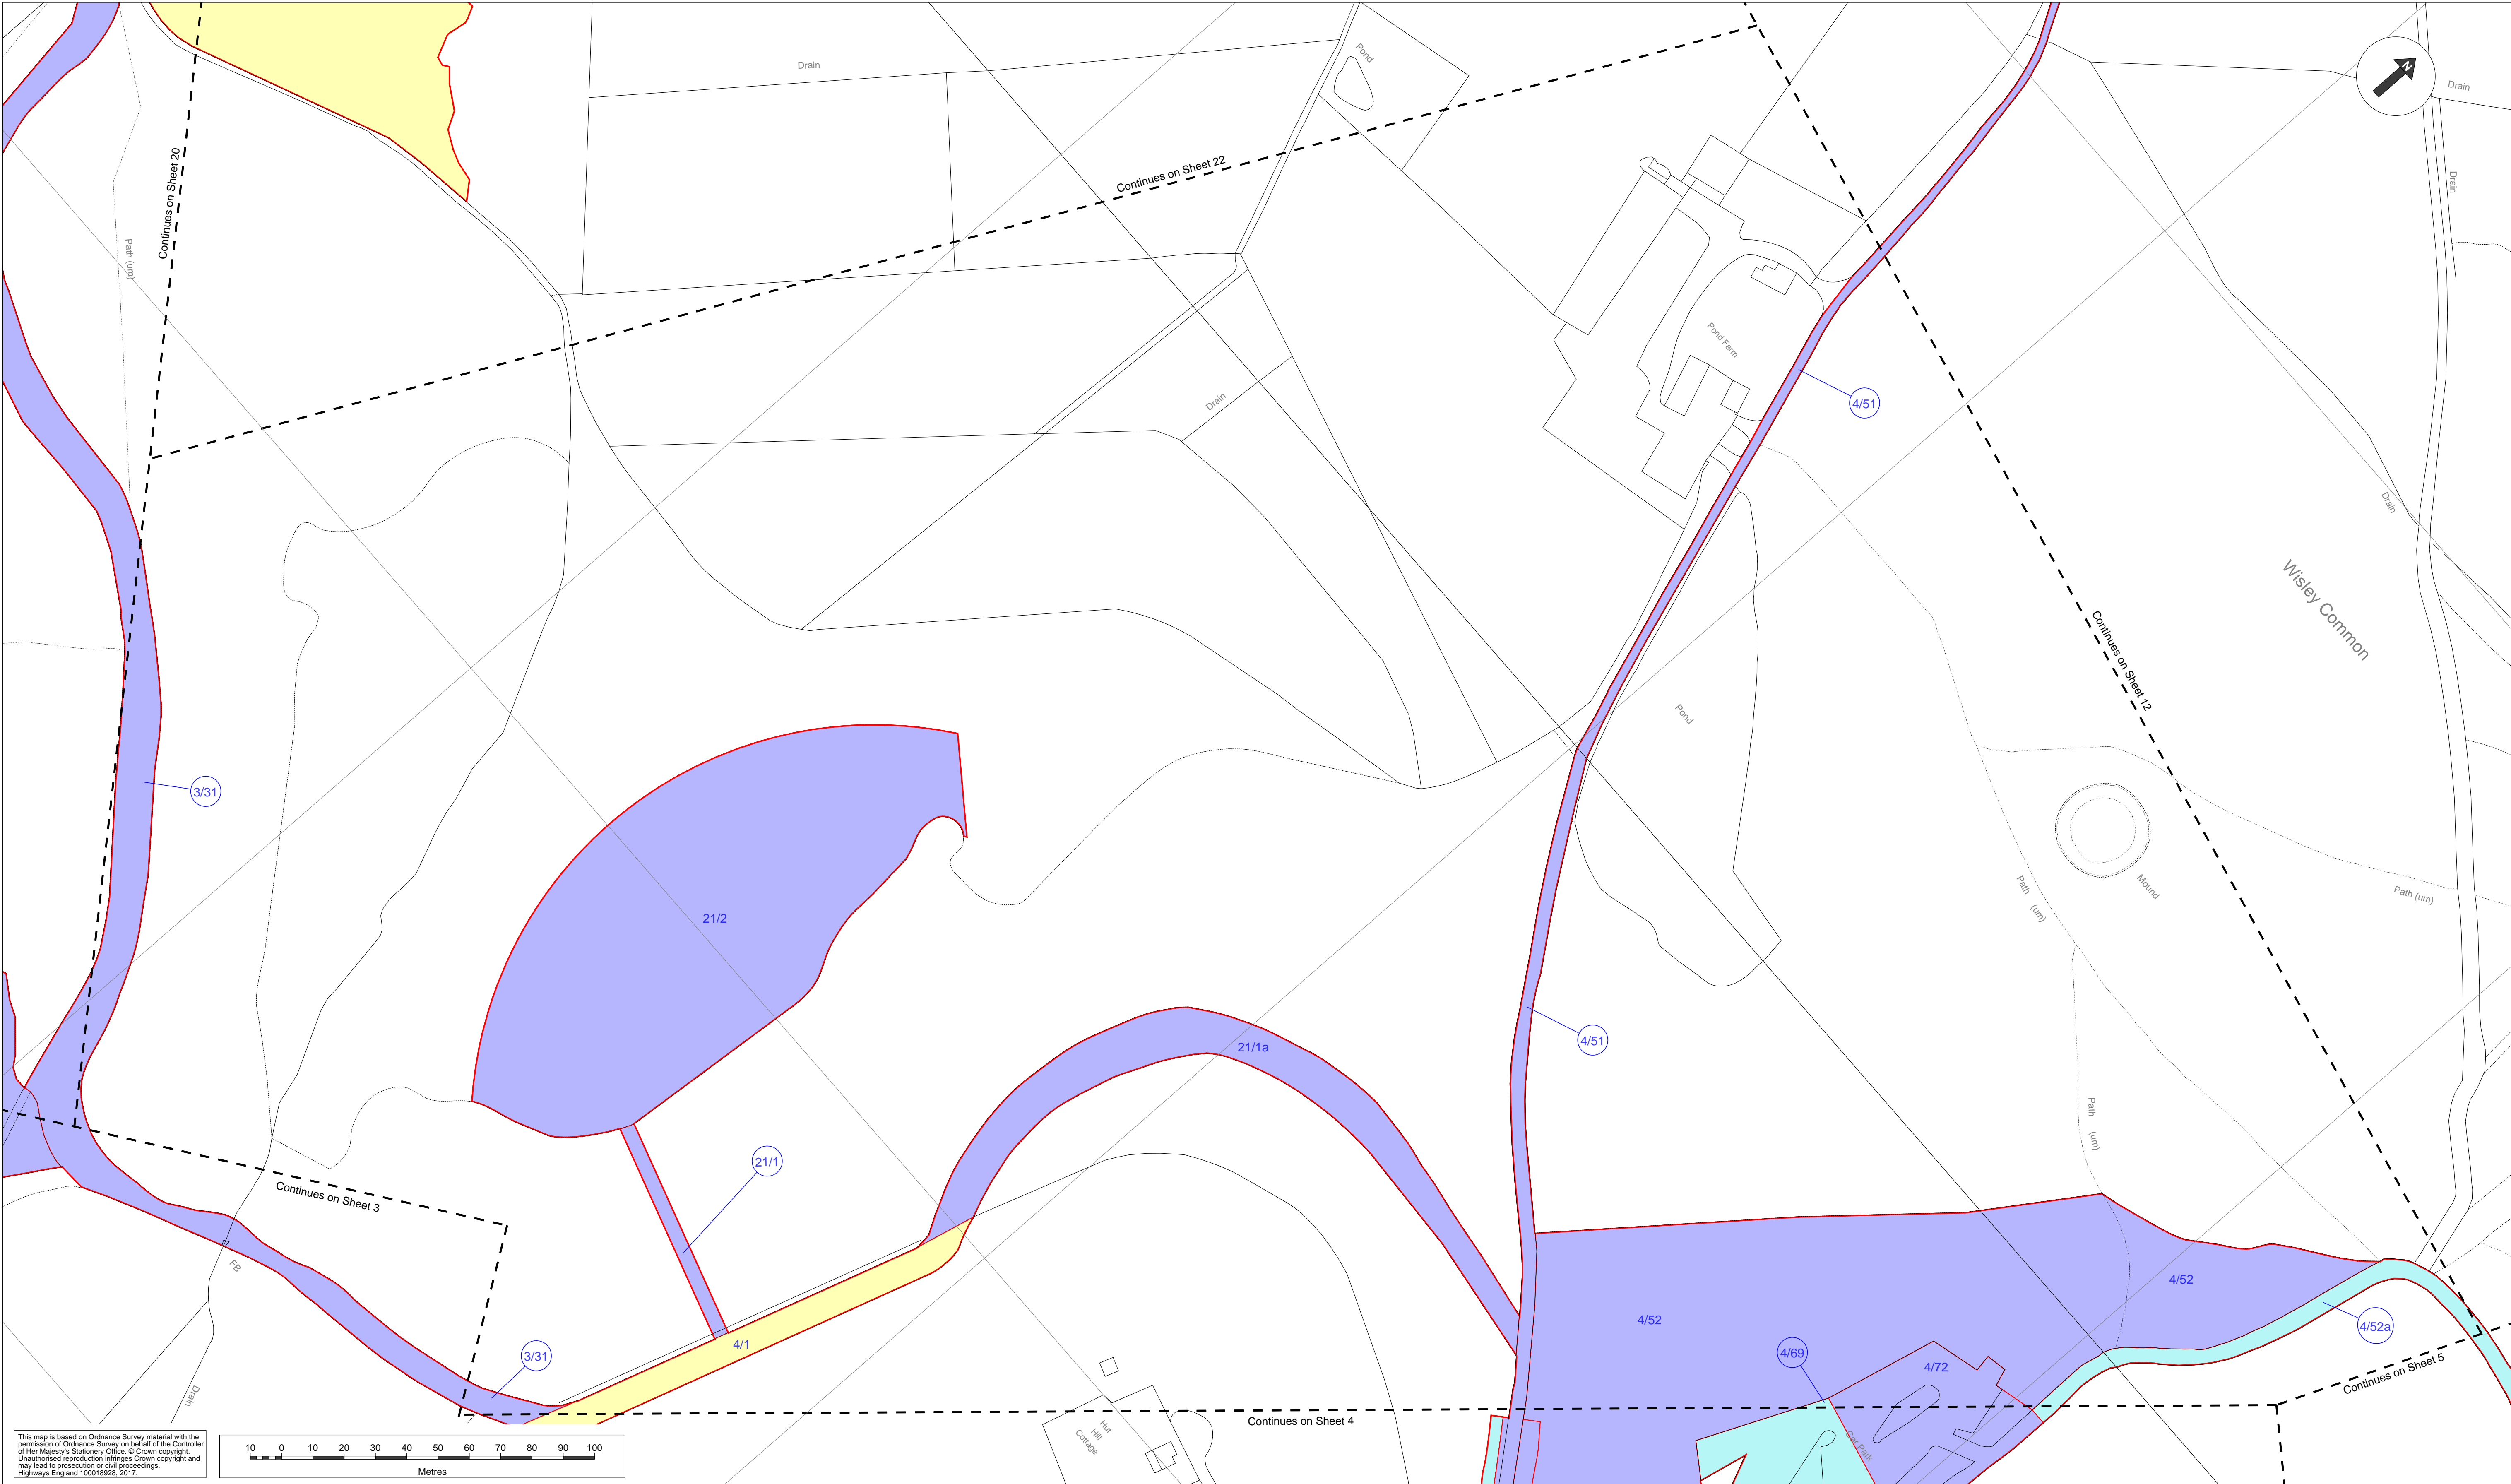 Drain
Pond
N
Drain
Continues on Sheet 20
Continues on Sheet 22
Drain
Path (um)
Pond Farm
Drain
4/51
Drain
Wisley Common
Continues on Sheet 12
Pond
3/31
Mound
Path (um)
Path (um)
21/2
4/51
21/1a
Path (um)
21/1
Continues on Sheet 3
FB
4/52
4/52
4/52a
4/1
3/31
4/69
4/72
Continues on Sheet 5
Drain
Continues on Sheet 4
Hut
Hill
Cottage
Car Park
This map is based on Ordnance Survey material with the
permission of Ordnance Survey on behalf of the Controller
of Her Majesty's Stationery Office. © Crown copyright.
Unauthorised reproduction infringes Crown copyright and
may lead to prosecution or civil proceedings.
Highways England 100018928, 2017.
10 0 10 20 30 40 50 60 70 80 90 100
Metres